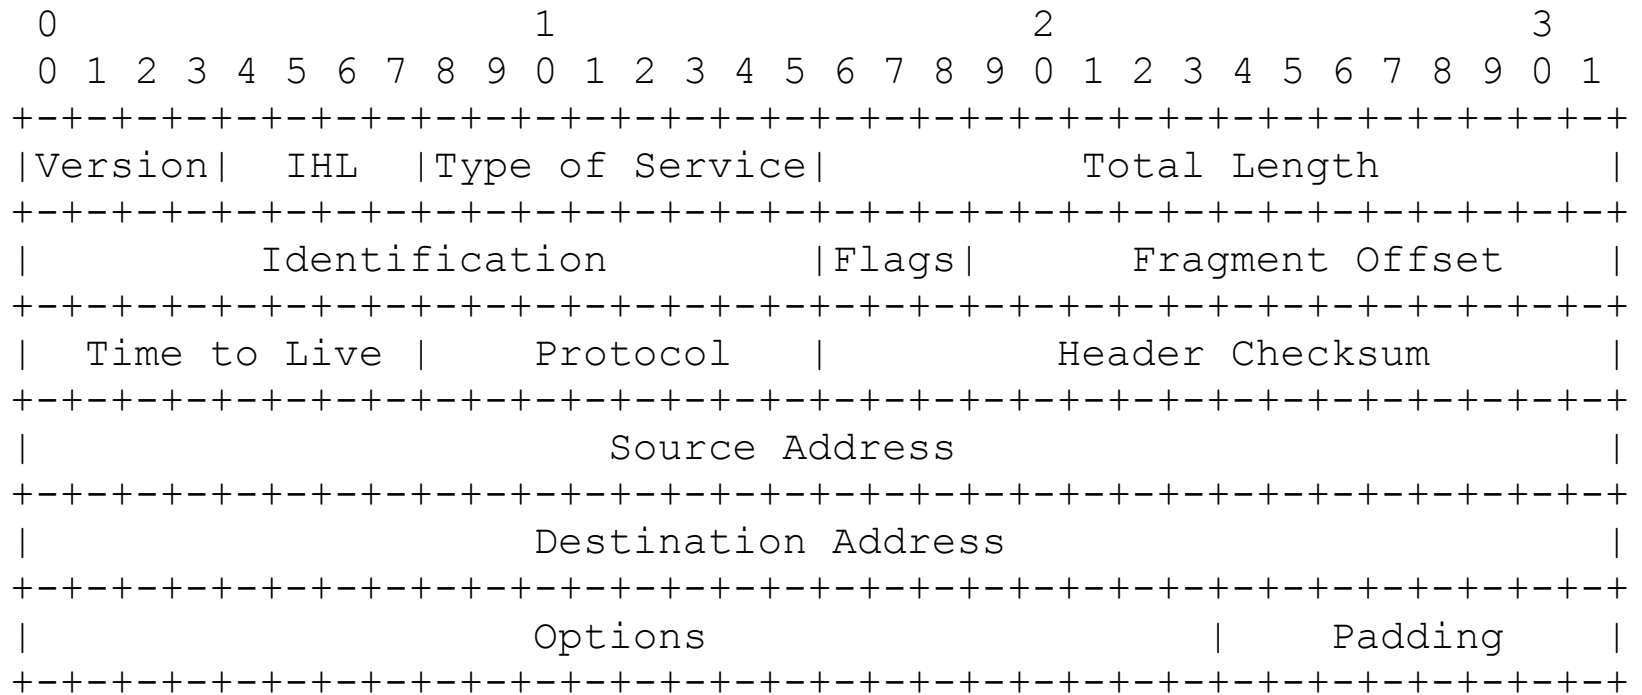 0                   1                   2                   3
 0 1 2 3 4 5 6 7 8 9 0 1 2 3 4 5 6 7 8 9 0 1 2 3 4 5 6 7 8 9 0 1
+-+-+-+-+-+-+-+-+-+-+-+-+-+-+-+-+-+-+-+-+-+-+-+-+-+-+-+-+-+-+-+-+
|Version|  IHL  |Type of Service|          Total Length         |
+-+-+-+-+-+-+-+-+-+-+-+-+-+-+-+-+-+-+-+-+-+-+-+-+-+-+-+-+-+-+-+-+
|         Identification        |Flags|      Fragment Offset    |
+-+-+-+-+-+-+-+-+-+-+-+-+-+-+-+-+-+-+-+-+-+-+-+-+-+-+-+-+-+-+-+-+
|  Time to Live |    Protocol   |         Header Checksum       |
+-+-+-+-+-+-+-+-+-+-+-+-+-+-+-+-+-+-+-+-+-+-+-+-+-+-+-+-+-+-+-+-+
|                       Source Address                          |
+-+-+-+-+-+-+-+-+-+-+-+-+-+-+-+-+-+-+-+-+-+-+-+-+-+-+-+-+-+-+-+-+
|                    Destination Address                        |
+-+-+-+-+-+-+-+-+-+-+-+-+-+-+-+-+-+-+-+-+-+-+-+-+-+-+-+-+-+-+-+-+
|                    Options                    |    Padding    |
+-+-+-+-+-+-+-+-+-+-+-+-+-+-+-+-+-+-+-+-+-+-+-+-+-+-+-+-+-+-+-+-+